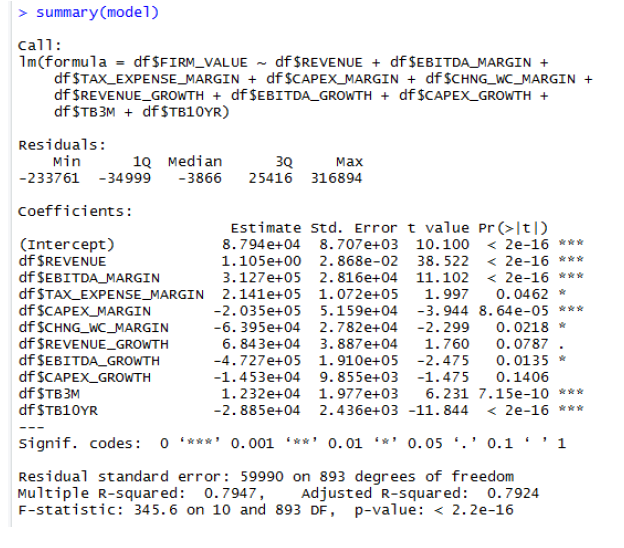 > summary(model)
Call:
lm(formula = df$FIRM_VALUE ~ df$REVENUE + df$EBITDA_MARGIN +
    df$TAX_EXPENSE_MARGIN + df$CAPEX_MARGIN + df$CHNG_WC_MARGIN +
    df$REVENUE_GROWTH + df$EBITDA_GROWTH + df$CAPEX_GROWTH +
    df$TB3M + df$TB10YR)
Residuals:
    Min      1Q  Median      3Q     Max
-233761  -34999   -3866   25416  316894
Coefficients:
                        Estimate Std. Error t value Pr(>|t|)
(Intercept)            8.794e+04  8.707e+03  10.100  < 2e-16 ***
df$REVENUE             1.105e+00  2.868e-02  38.522  < 2e-16 ***
df$EBITDA_MARGIN       3.127e+05  2.816e+04  11.102  < 2e-16 ***
df$TAX_EXPENSE_MARGIN  2.141e+05  1.072e+05   1.997   0.0462 *
df$CAPEX_MARGIN       -2.035e+05  5.159e+04  -3.944 8.64e-05 ***
df$CHNG_WC_MARGIN     -6.395e+04  2.782e+04  -2.299   0.0218 *
df$REVENUE_GROWTH      6.843e+04  3.887e+04   1.760   0.0787 .
df$EBITDA_GROWTH      -4.727e+05  1.910e+05  -2.475   0.0135 *
df$CAPEX_GROWTH       -1.453e+04  9.855e+03  -1.475   0.1406
df$TB3M                1.232e+04  1.977e+03   6.231 7.15e-10 ***
df$TB10YR             -2.885e+04  2.436e+03 -11.844  < 2e-16 ***
---
Signif. codes:  0 ‘***’ 0.001 ‘**’ 0.01 ‘*’ 0.05 ‘.’ 0.1 ‘ ’ 1
Residual standard error: 59990 on 893 degrees of freedom
Multiple R-squared:  0.7947,    Adjusted R-squared:  0.7924
F-statistic: 345.6 on 10 and 893 DF,  p-value: < 2.2e-16